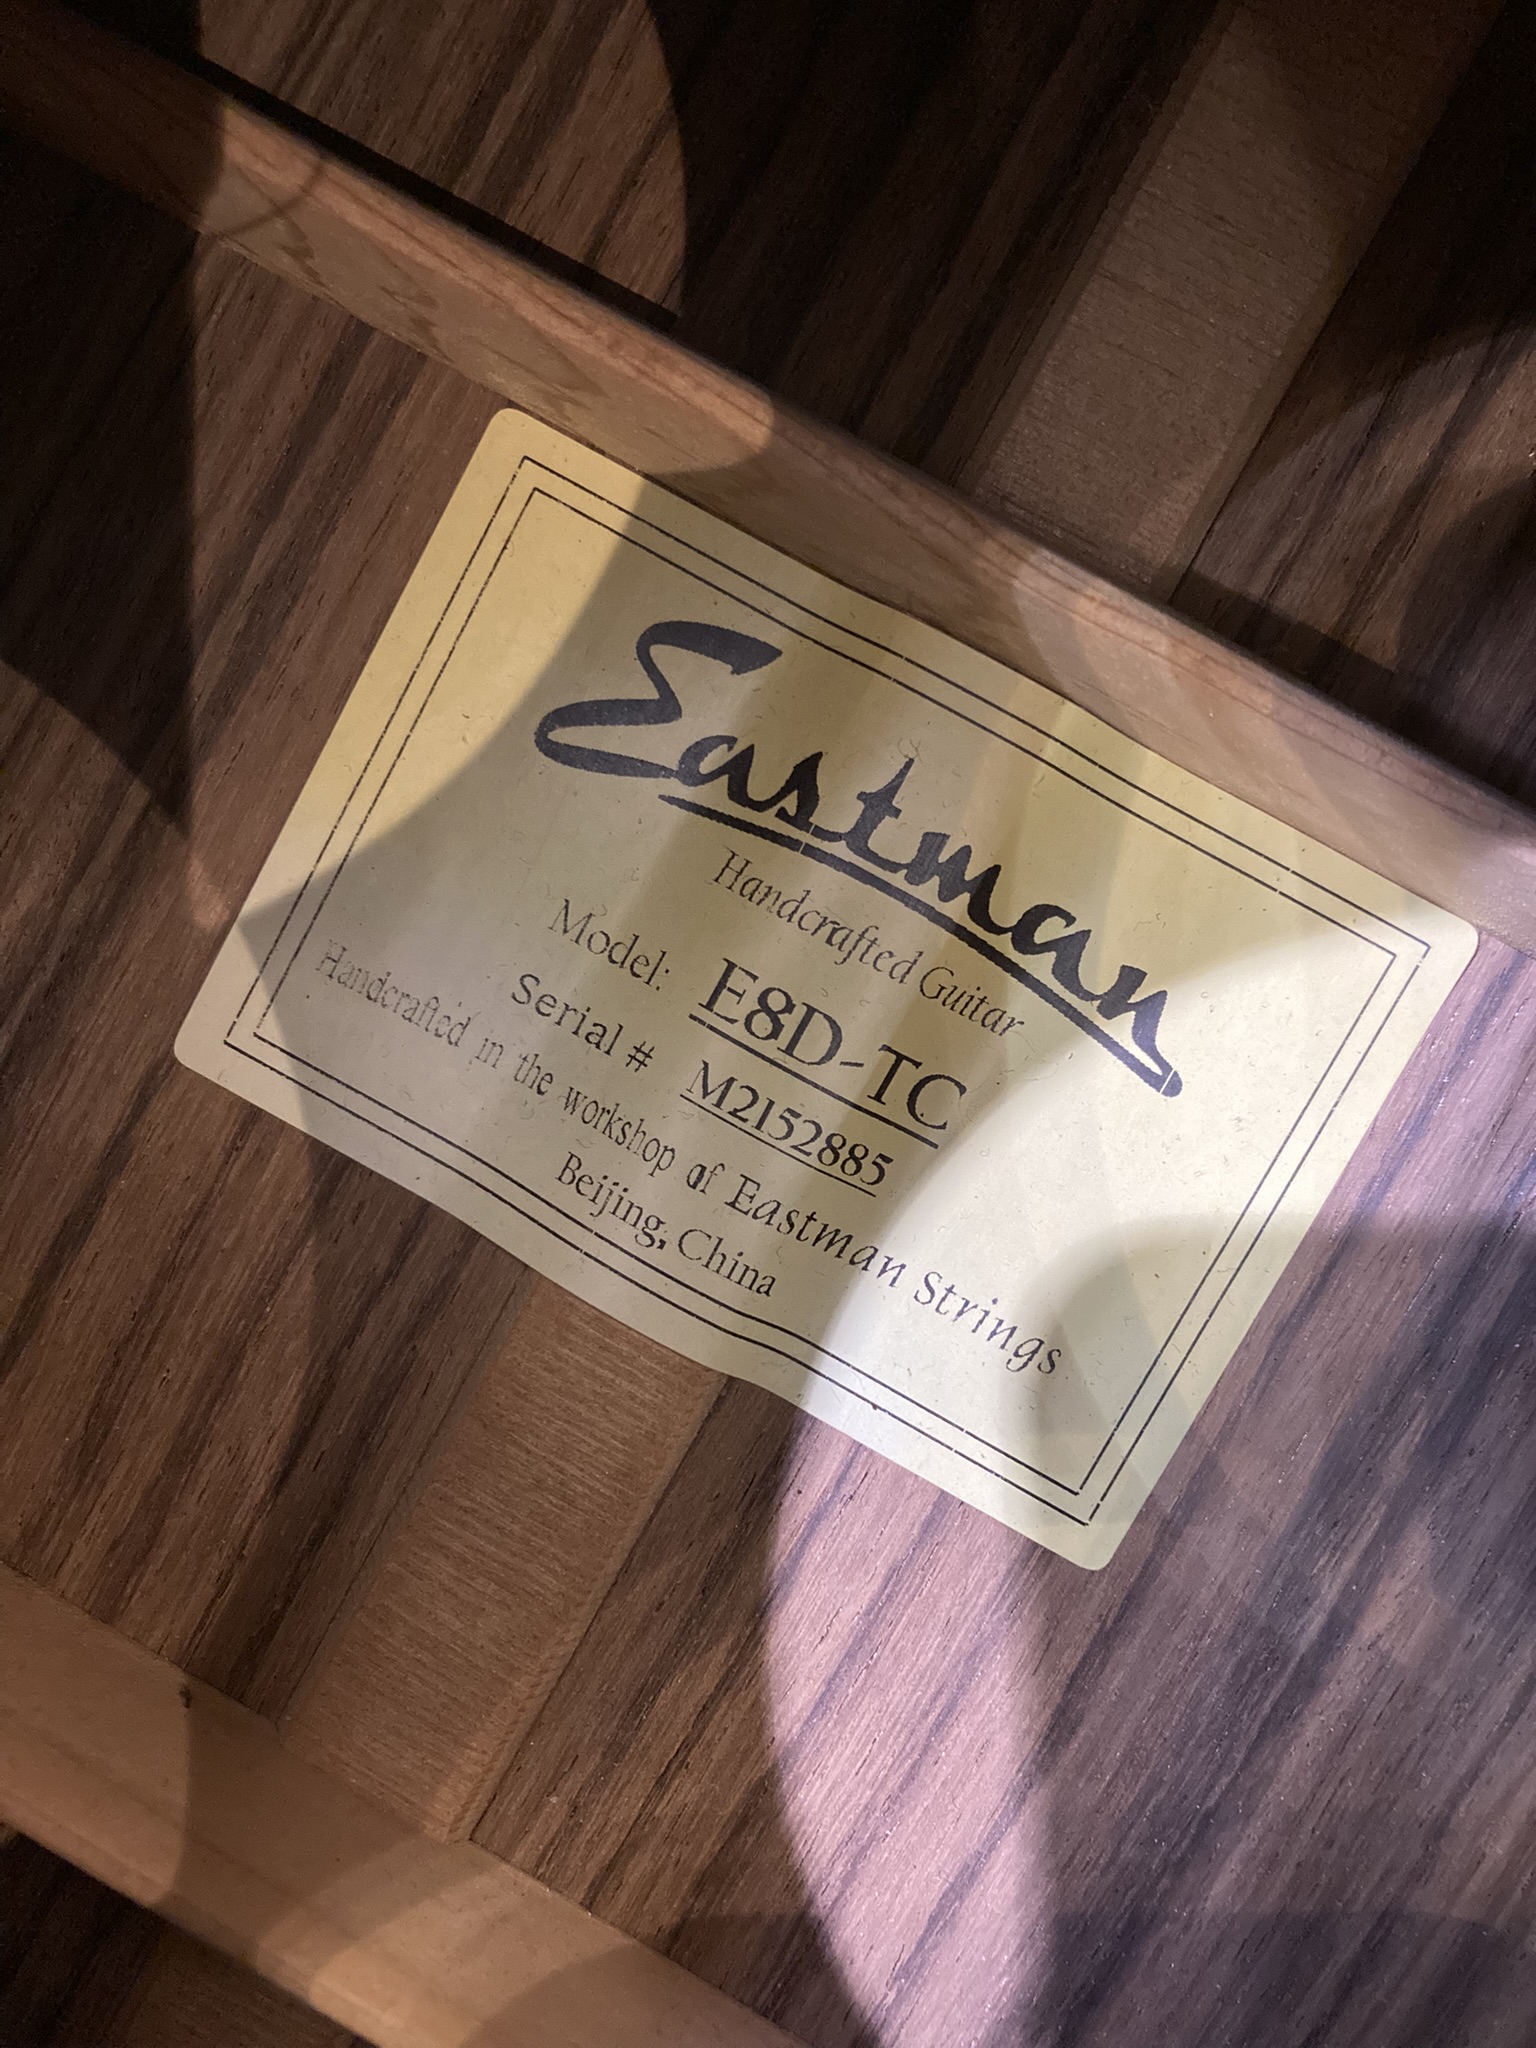 Eastman
Handcrafted Guitar
Model: E8D-TC
Serial # M2152885
Handcrafted in the workshop of Eastman Strings
Beijing, China